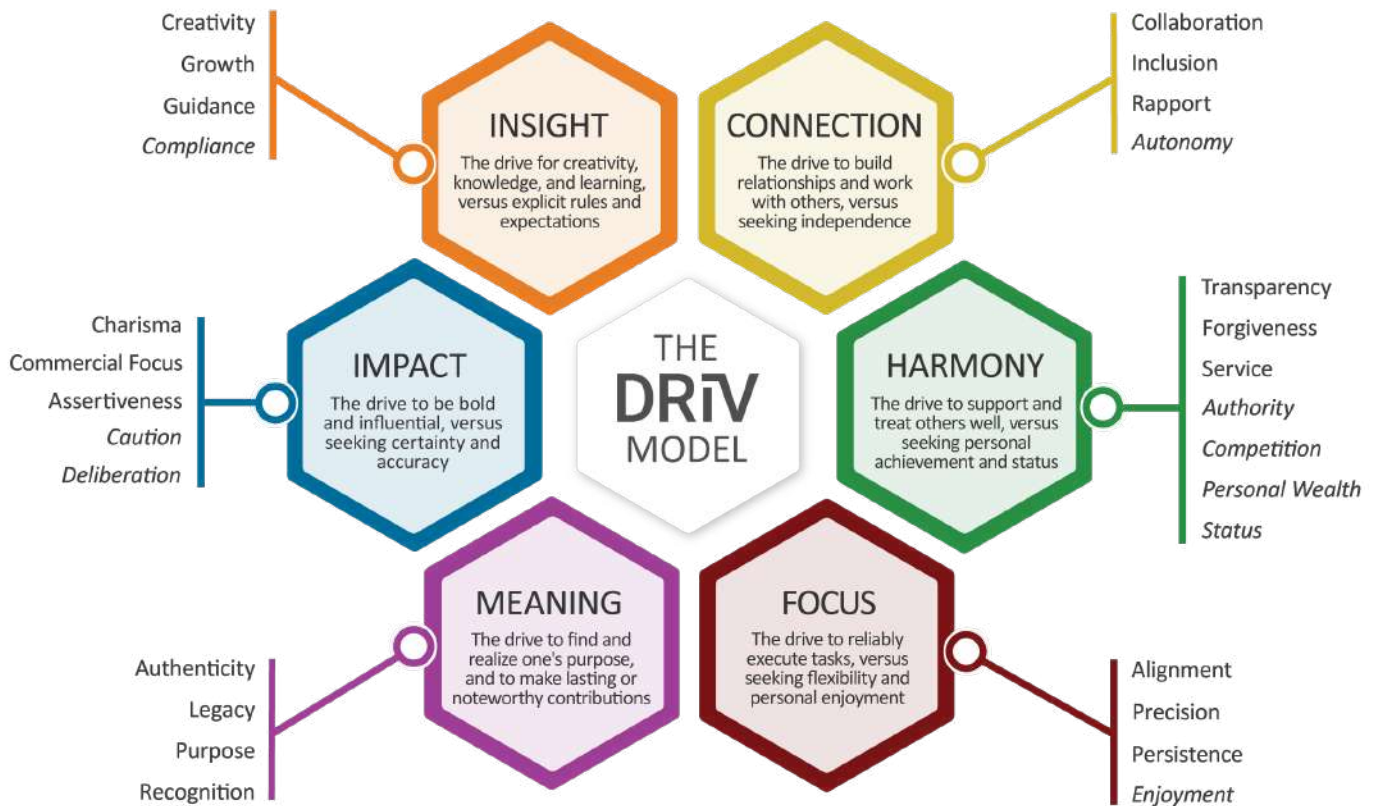 Creativity
Growth
Guidance
Compliance
INSIGHT
The drive for creativity,
knowledge, and learning,
versus explicit rules and
expectations
CONNECTION
The drive to build
relationships and work
with others, versus
seeking independence
Collaboration
Inclusion
Rapport
Autonomy
Charisma
Commercial Focus
Assertiveness
Caution
Deliberation
IMPACT
The drive to be bold
and influential, versus
seeking certainty and
accuracy
THE
DRiV
MODEL
HARMONY
The drive to support and
treat others well, versus
seeking personal
achievement and status
Transparency
Forgiveness
Service
Authority
Competition
Personal Wealth
Status
Authenticity
Legacy
Purpose
Recognition
MEANING
The drive to find and
realize one's purpose,
and to make lasting or
noteworthy contributions
FOCUS
The drive to reliably
execute tasks, versus
seeking flexibility and
personal enjoyment
Alignment
Precision
Persistence
Enjoyment